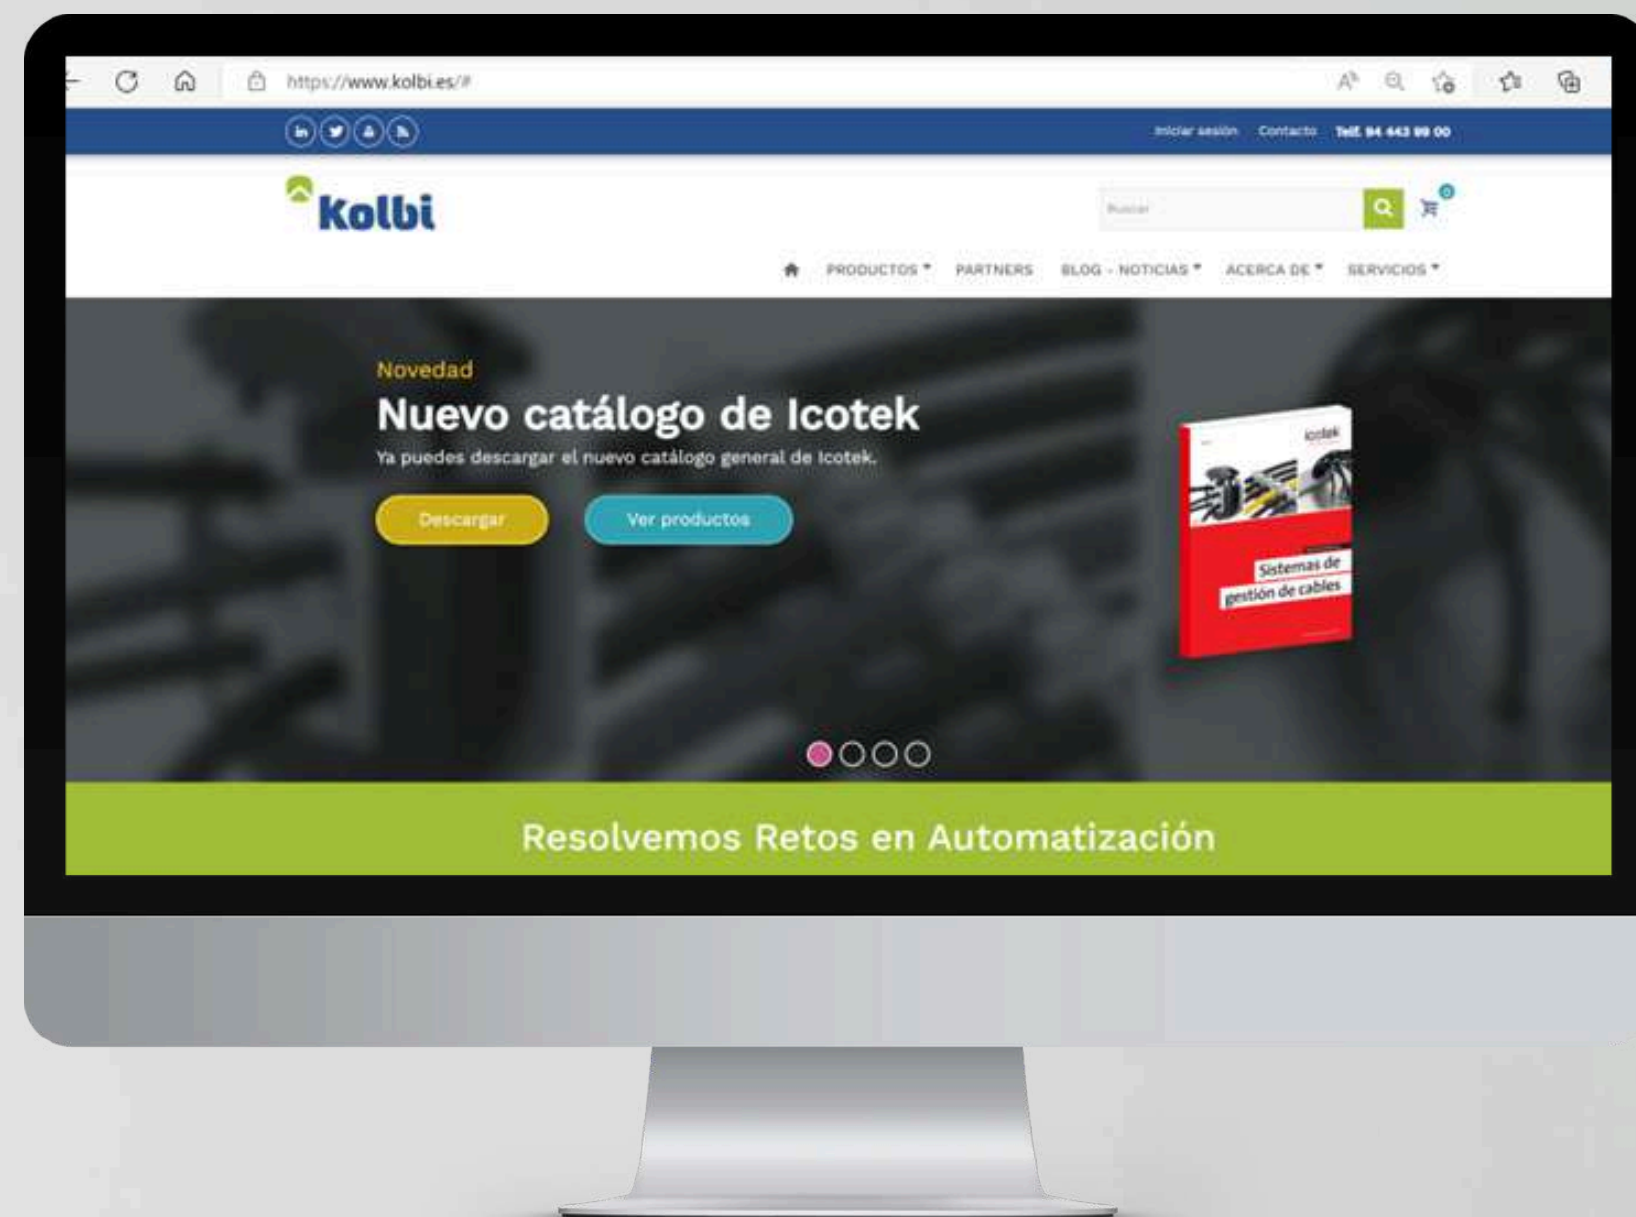 https://www.kolbi.es/#
Iniciar sesión Contacto Telf. 94 443 99 00
kolbi
Buscar
0
PRODUCTOS PARTNERS BLOG - NOTICIAS ACERCA DE SERVICIOS
Novedad
Nuevo catálogo de Icotek
Ya puedes descargar el nuevo catálogo general de Icotek.
Descargar Ver productos
icotek
Sistemas de
gestión de cables
Resolvemos Retos en Automatización